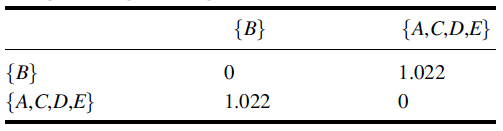 {B} {A,C,D,E}
{B} 0 1.022
{A,C,D,E} 1.022 0